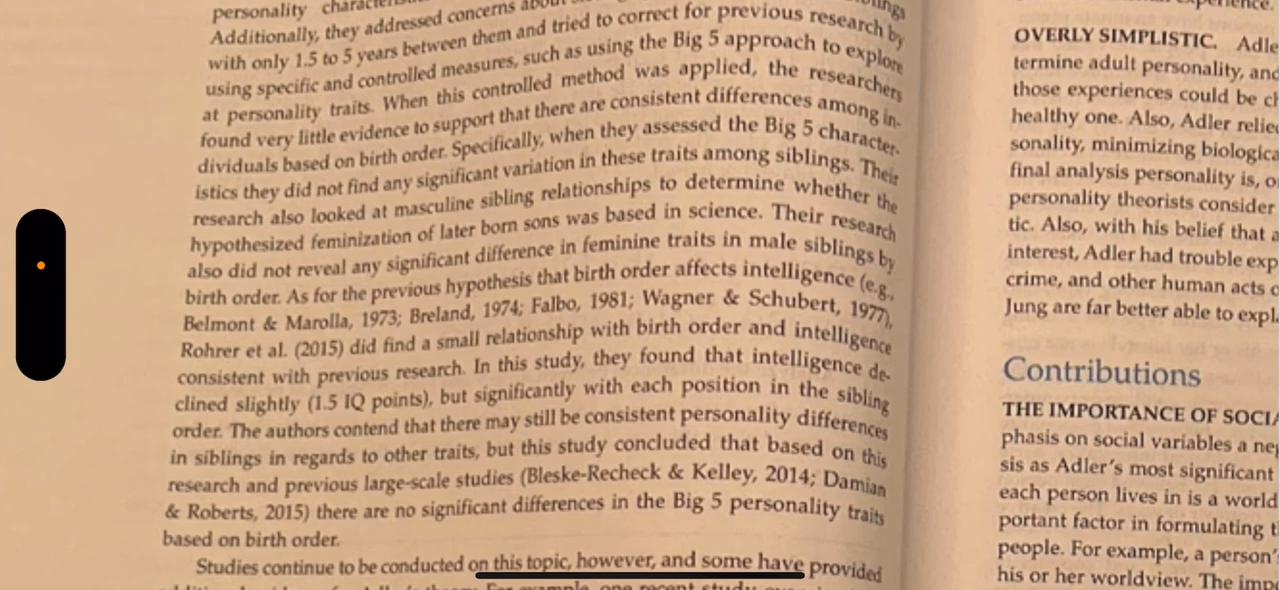 personality
Additionally, they addressed concerns
with only 1.5 to 5 years between them and tried to correct for previous research by
using specific and controlled measures, such as using the Big 5 approach to explore
at personality traits. When this controlled method was applied, the researchers
found very little evidence to support that there are consistent differences among in-
dividuals based on birth order. Specifically, when they assessed the Big 5 character-
istics they did not find any significant variation in these traits among siblings. Their
research also looked at masculine sibling relationships to determine whether the
hypothesized feminization of later born sons was based in science. Their research
also did not reveal any significant difference in feminine traits in male siblings by
birth order. As for the previous hypothesis that birth order affects intelligence (e.g.,
Belmont & Marolla, 1973; Breland, 1974; Falbo, 1981; Wagner & Schubert, 1977),
Rohrer et al. (2015) did find a small relationship with birth order and intelligence
consistent with previous research. In this study, they found that intelligence de-
clined slightly (1.5 IQ points), but significantly with each position in the sibling
order. The authors contend that there may still be consistent personality differences
in siblings in regards to other traits, but this study concluded that based on this
research and previous large-scale studies (Bleske-Recheck & Kelley, 2014; Damian
& Roberts, 2015) there are no significant differences in the Big 5 personality traits
based on birth order.
Studies continue to be conducted on this topic, however, and some have provided
OVERLY SIMPLISTIC. Adle
termine adult personality, and
those experiences could be c
healthy one. Also, Adler relie
sonality, minimizing biologica
final analysis personality is, o
personality theorists consider
tic. Also, with his belief that a
interest, Adler had trouble exp
crime, and other human acts
Jung are far better able to expl
Contributions
THE IMPORTANCE OF SOCI
phasis on social variables a ne
sis as Adler's most significant
each person lives in is a world
portant factor in formulating t
people. For example, a person'
his or her worldview. The imp